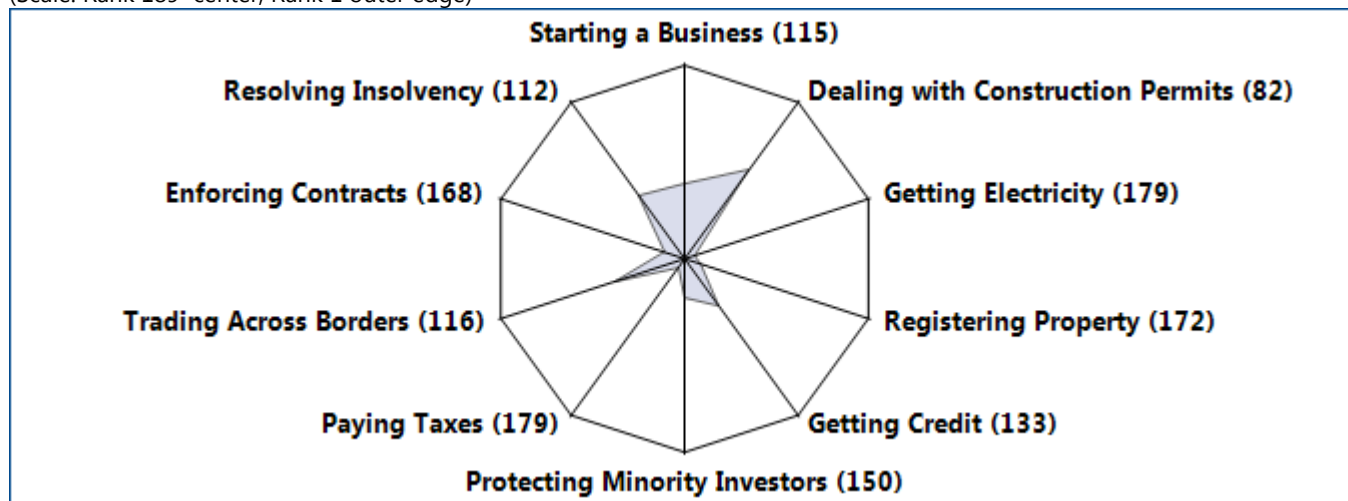 Starting a Business (115)
Resolving Insolvency (112)
Dealing with Construction Permits (82)
Enforcing Contracts (168)
Getting Electricity (179)
Trading Across Borders (116)
Registering Property (172)
Paying Taxes (179)
Getting Credit (133)
Protecting Minority Investors (150)